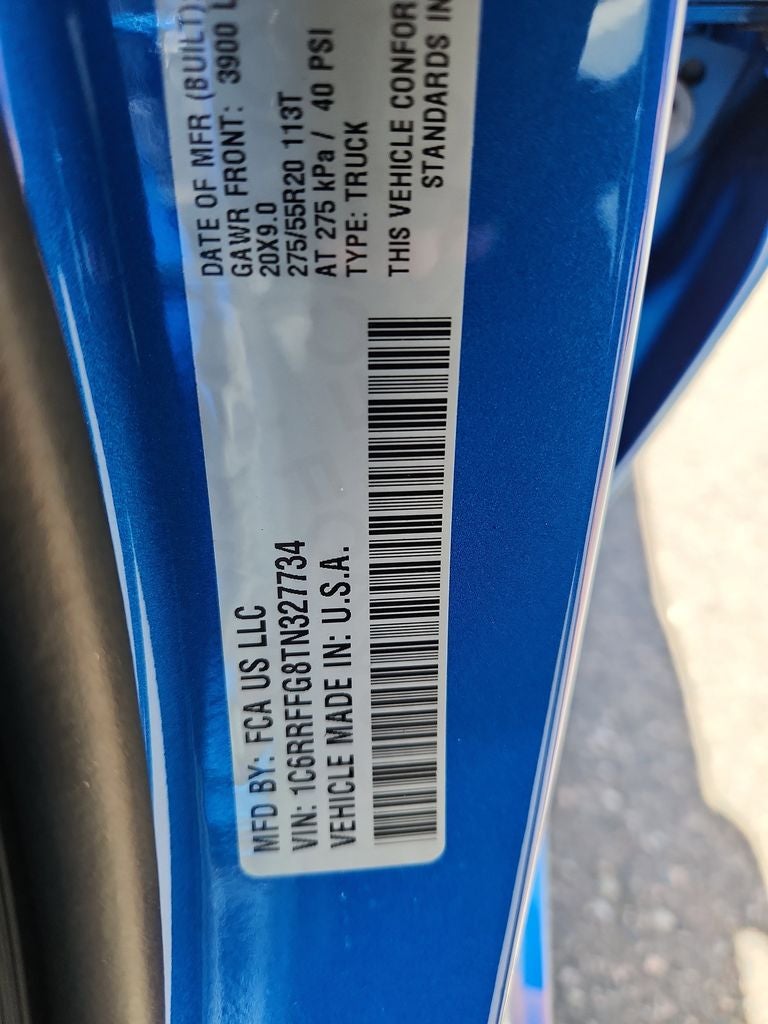 MFD BY: FCA US LLC
VIN: 1C6RRFFG8TN327734
VEHICLE MADE IN: U.S.A.
DATE OF MFR (BUILT):
GAWR FRONT: 3900 L
20X9.0
275/55R20 113T
AT 275 kPa / 40 PSI
TYPE: TRUCK
THIS VEHICLE CONFOR
STANDARDS IN